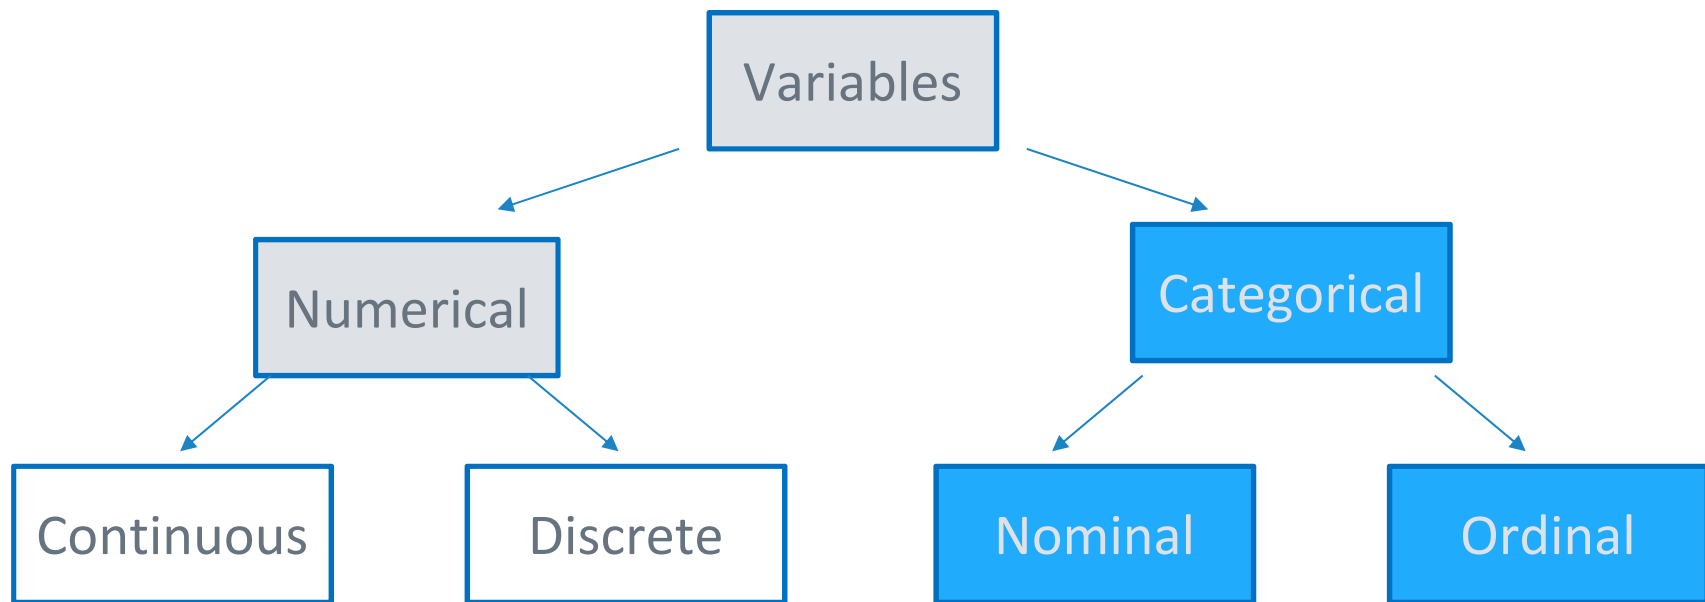 Variables
Numerical
Categorical
Continuous
Discrete
Nominal
Ordinal